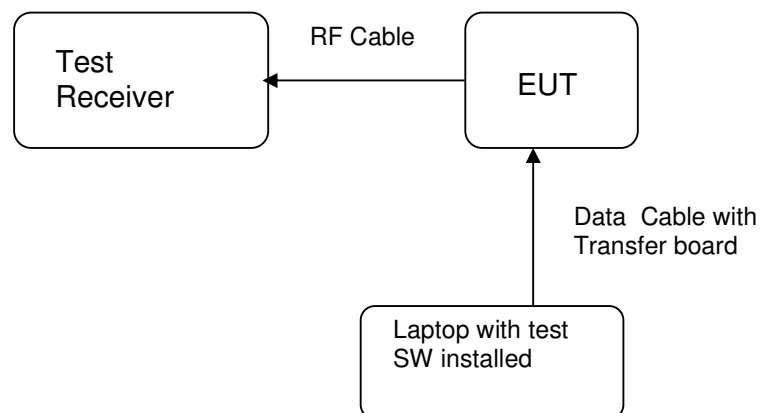 RF Cable
Test
Receiver
EUT
Data Cable with
Transfer board
Laptop with test
SW installed